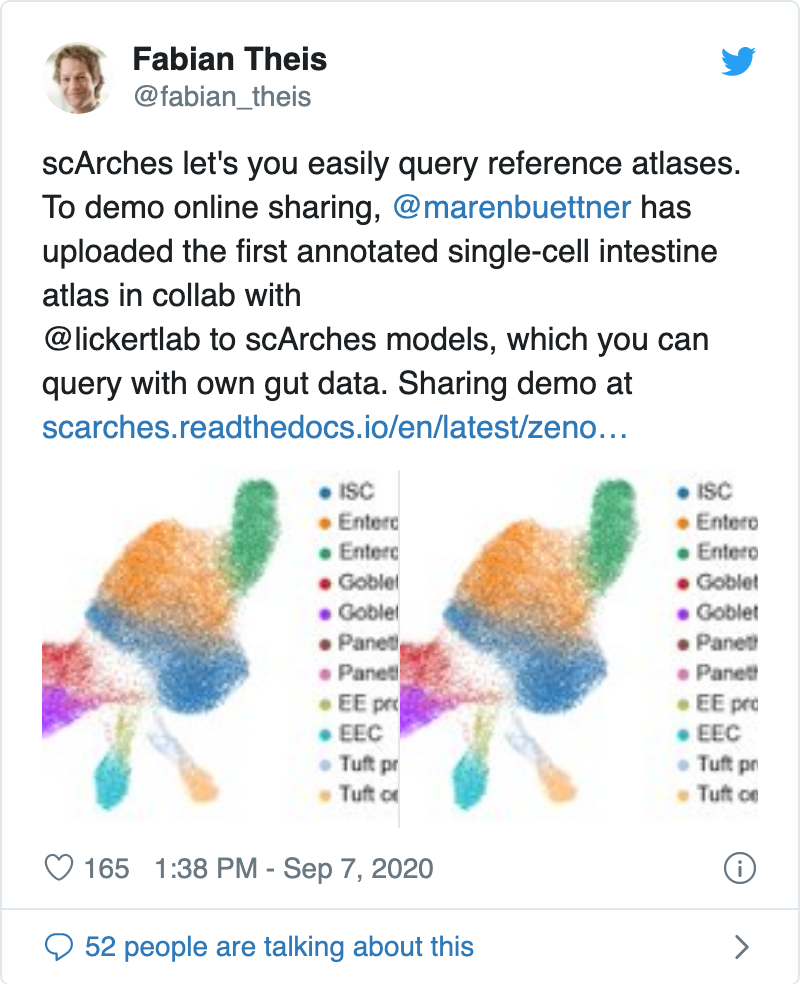 Fabian Theis
@fabian_theis
scArches let's you easily query reference atlases.
To demo online sharing, @marenbuettner has
uploaded the first annotated single-cell intestine
atlas in collab with
@lickertlab to scArches models, which you can
query with own gut data. Sharing demo at
scarches.readthedocs.io/en/latest/zeno…
ISC
Entero
Entero
Goblet
Goblet
Paneth
Paneth
EE pro
EEC
Tuft pr
Tuft ce
ISC
Entero
Entero
Goblet
Goblet
Paneth
Paneth
EE pro
EEC
Tuft pr
Tuft ce
165 1:38 PM - Sep 7, 2020
52 people are talking about this